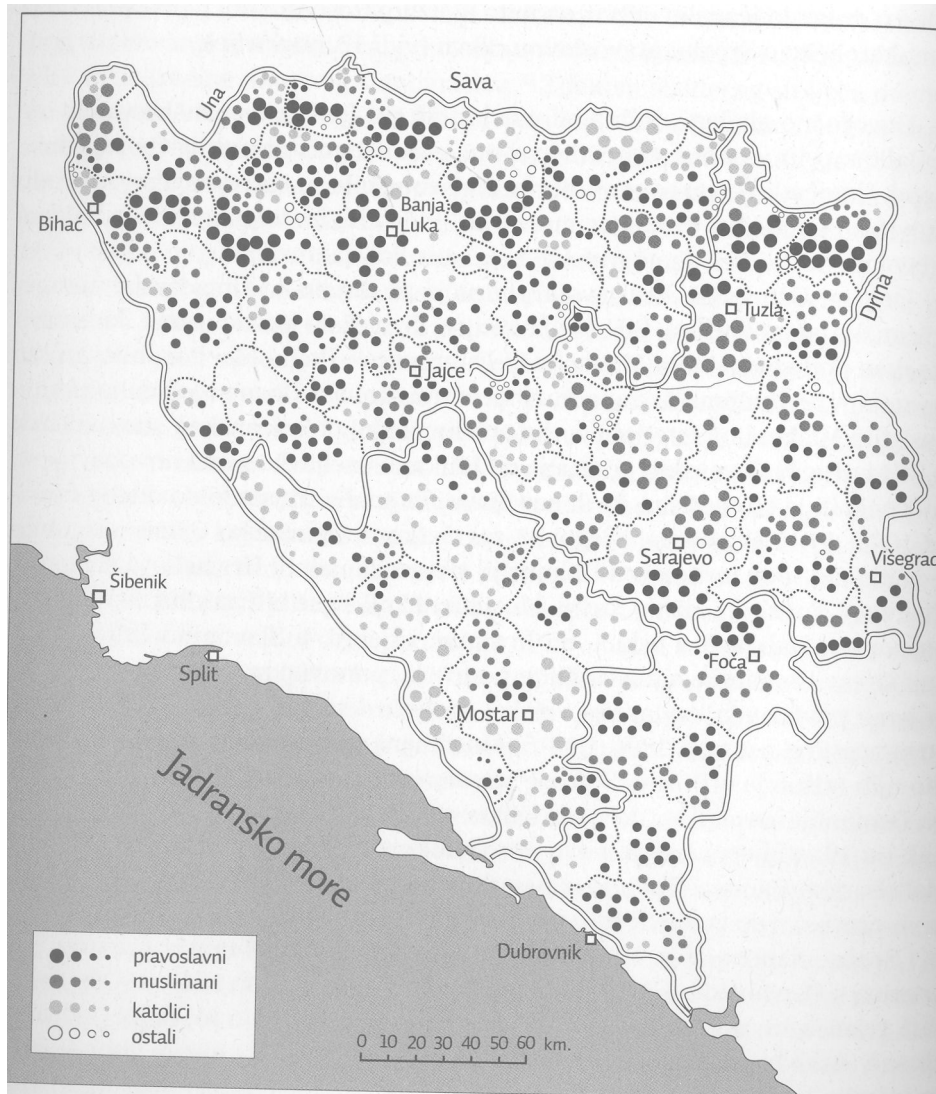 Sava
Una
Bihać
Banja
Luka
Drina
Tuzla
Jajce
Sarajevo
Višegrad
Šibenik
Split
Foča
Mostar
Jadransko more
Dubrovnik
pravoslavni
muslimani
katolici
ostali
0 10 20 30 40 50 60 km.